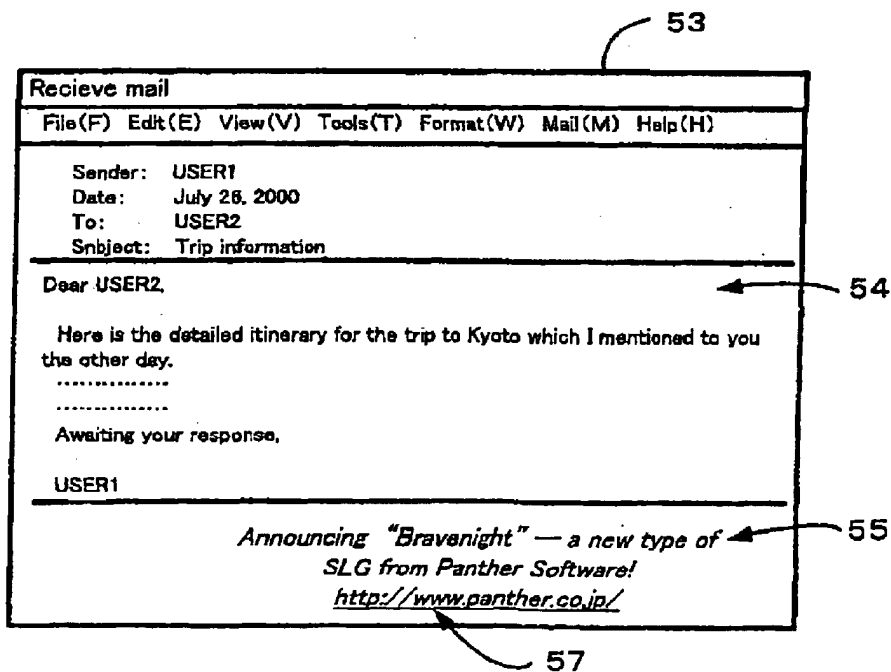 53
Recieve mail
File(F) Edit(E) View(V) Tools(T) Format(W) Mail(M) Help(H)
Sender: USER1
Date: July 26, 2000
To: USER2
Snbject: Trip information
Dear USER2,
54
Here is the detailed itinerary for the trip to Kyoto which I mentioned to you
the other day.
...............
...............
Awaiting your response,
USER1
Announcing "Bravenight" — a new type of
55
SLG from Panther Software!
http://www.panther.co.jp/
57